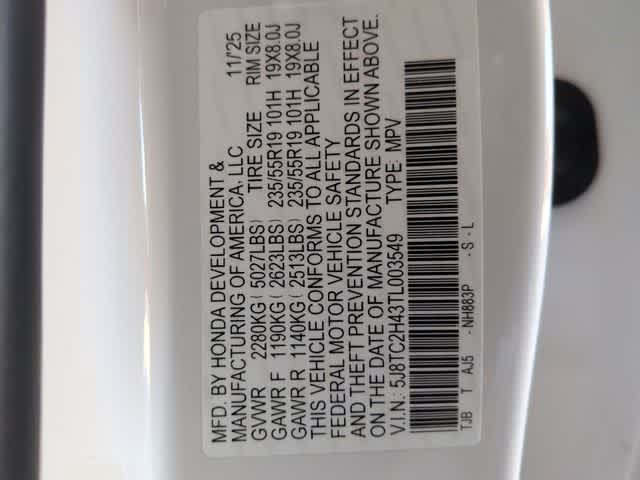 MFD. BY HONDA DEVELOPMENT & 11/'25
MANUFACTURING OF AMERICA, LLC
GVWR 2280KG ( 5027LBS) TIRE SIZE RIM SIZE
GAWR F 1190KG ( 2623LBS) 235/55R19 101H 19X8.0J
GAWR R 1140KG ( 2513LBS) 235/55R19 101H 19X8.0J
THIS VEHICLE CONFORMS TO ALL APPLICABLE
FEDERAL MOTOR VEHICLE SAFETY
AND THEFT PREVENTION STANDARDS IN EFFECT
ON THE DATE OF MANUFACTURE SHOWN ABOVE.
V.I.N.: 5J8TC2H43TL003549 TYPE: MPV
TJB T AJ5 - NH883P - S - L